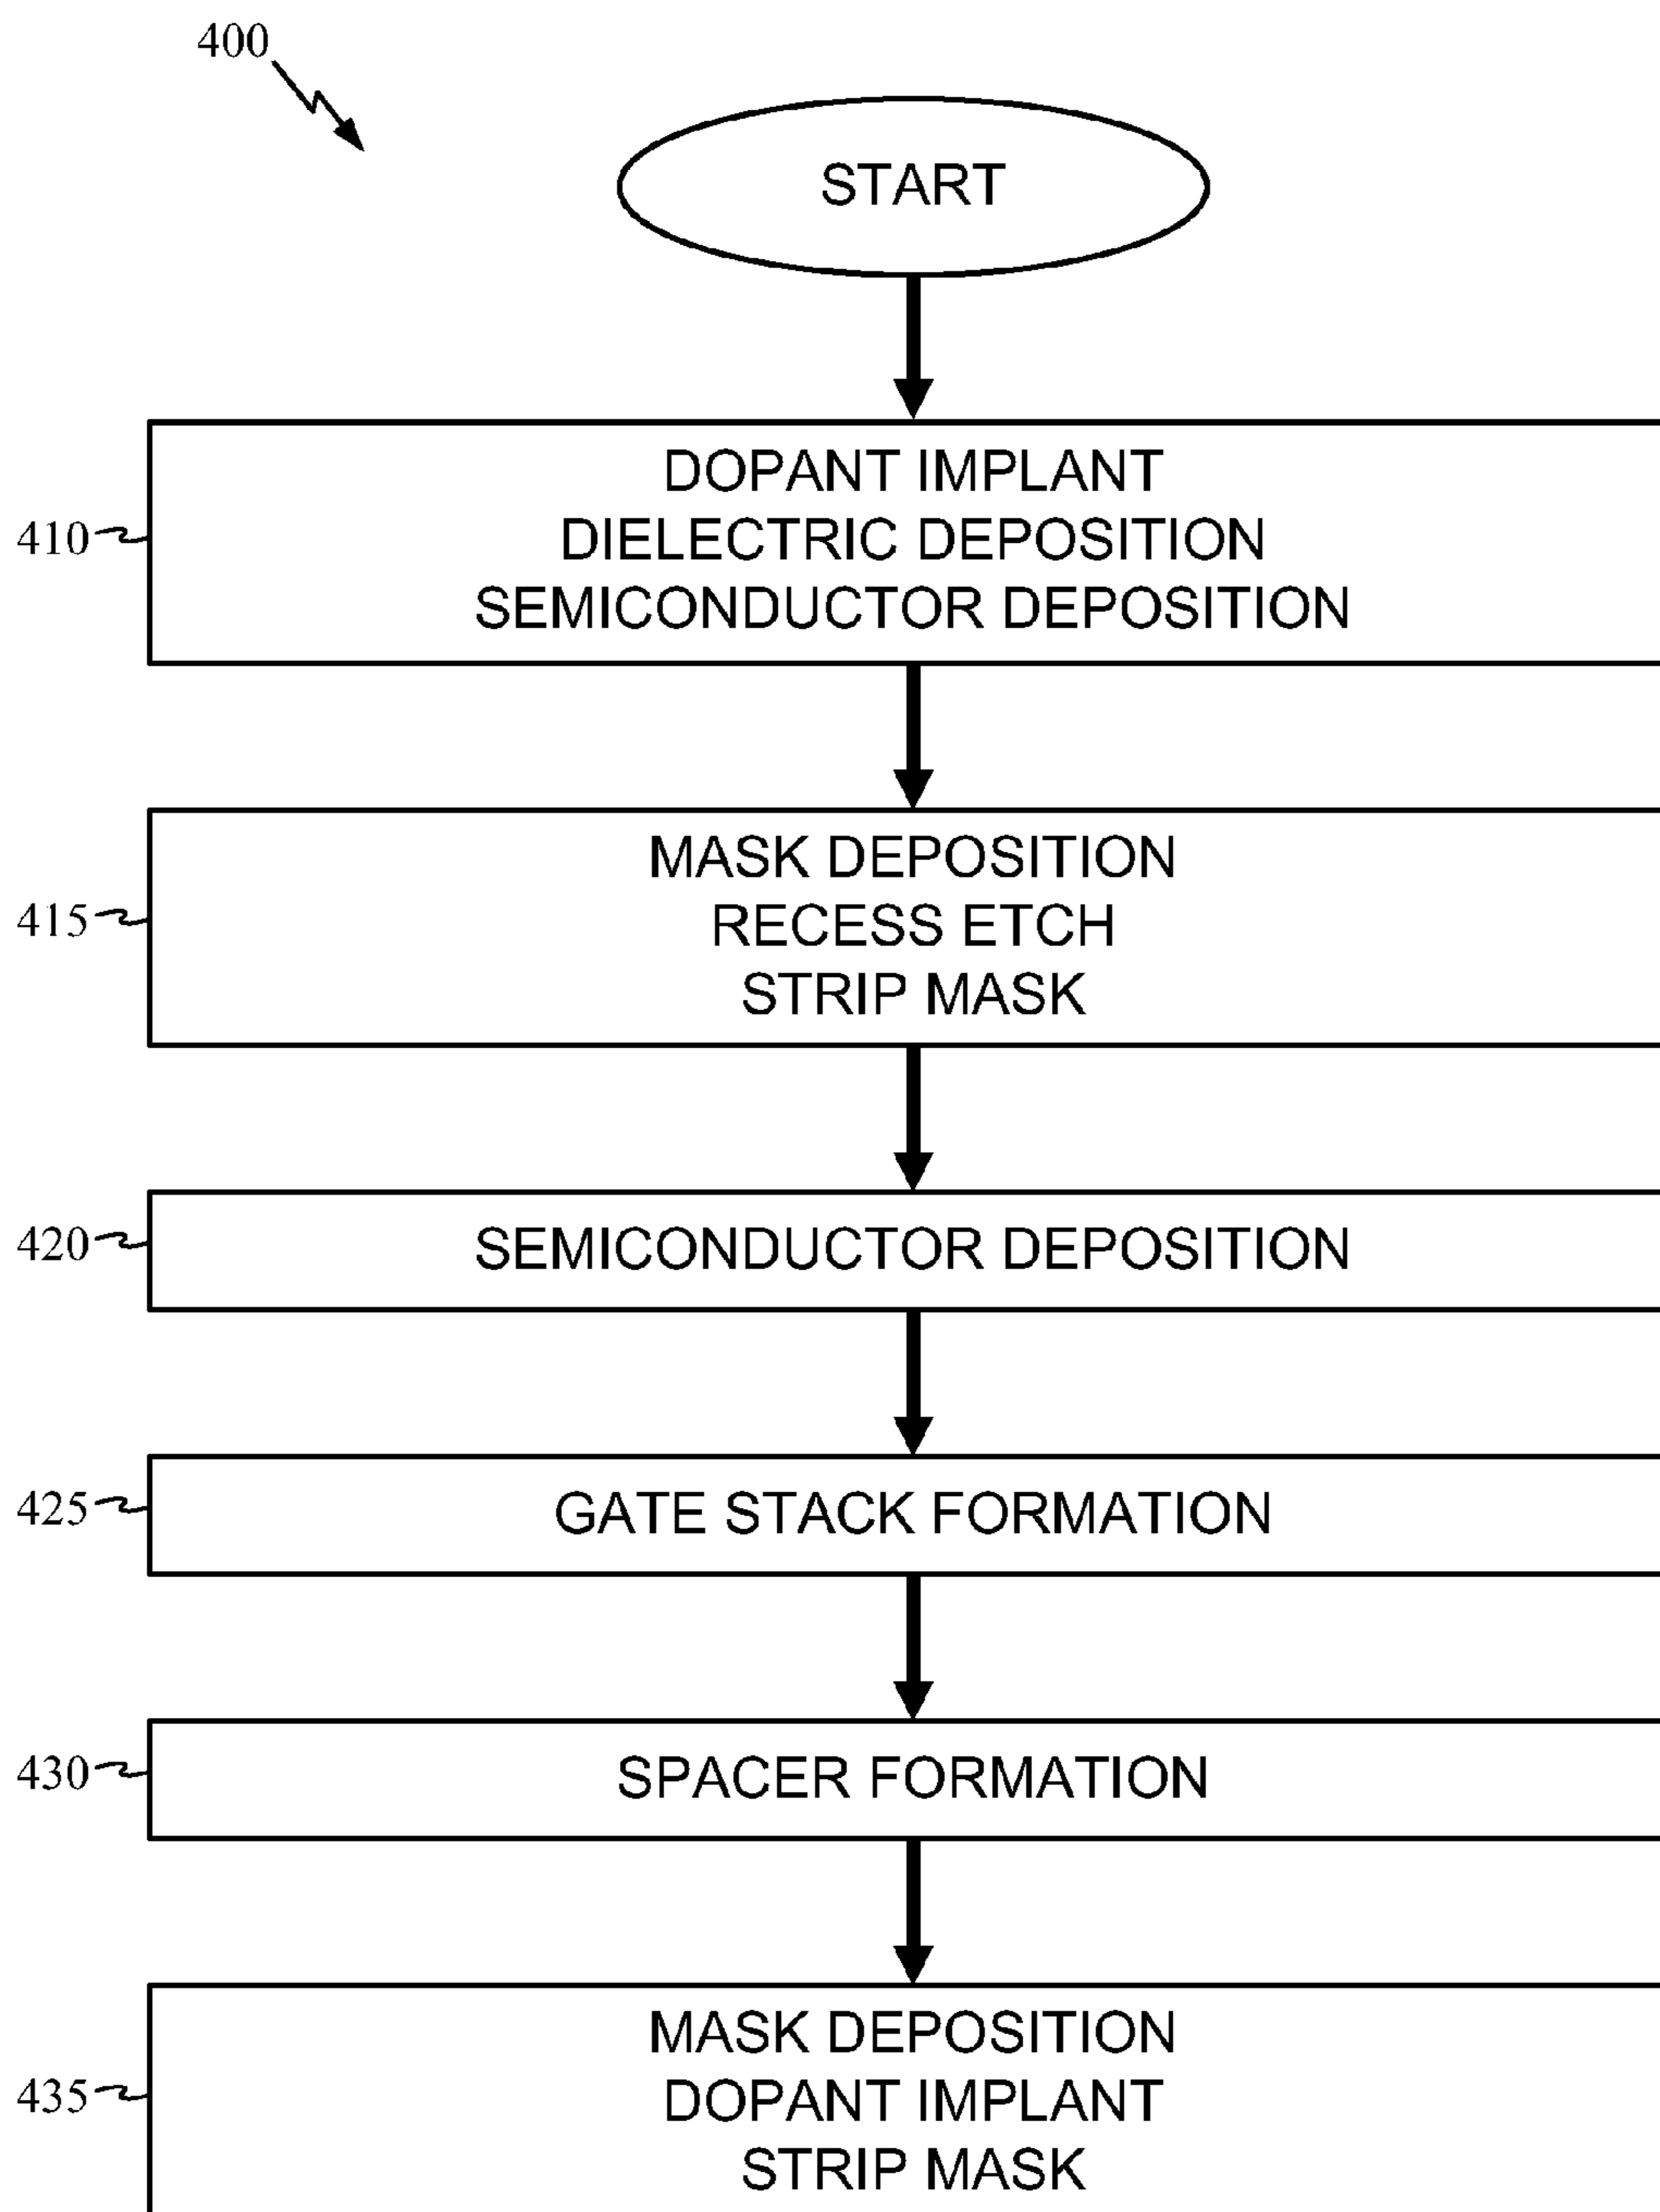 400
START
410
DOPANT IMPLANT
DIELECTRIC DEPOSITION
SEMICONDUCTOR DEPOSITION
415
MASK DEPOSITION
RECESS ETCH
STRIP MASK
420
SEMICONDUCTOR DEPOSITION
425
GATE STACK FORMATION
430
SPACER FORMATION
435
MASK DEPOSITION
DOPANT IMPLANT
STRIP MASK